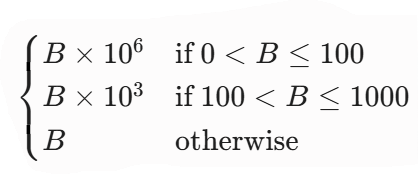 B × 10⁶ if 0 < B ≤ 100
B × 10³ if 100 < B ≤ 1000
B otherwise